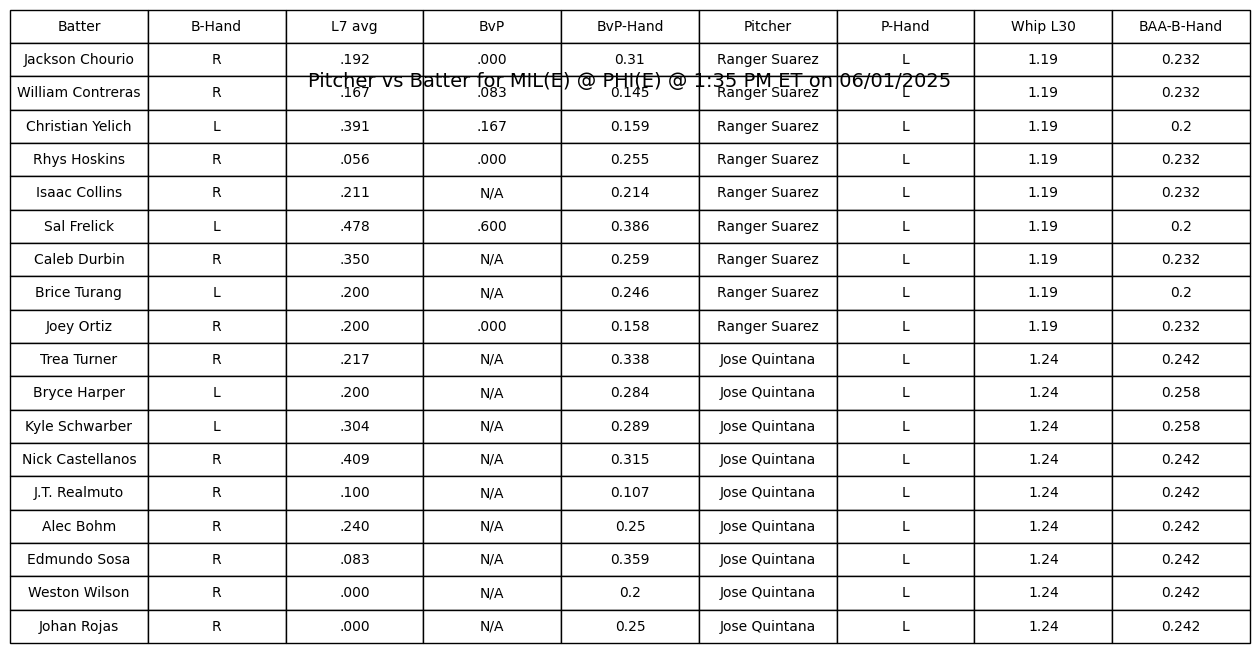 Batter B-Hand L7 avg BvP BvP-Hand Pitcher P-Hand Whip L30 BAA-B-Hand
Jackson Chourio R .192 .000 0.31 Ranger Suarez L 1.19 0.232
Pitcher vs Batter for MIL(E) @ PHI(E) @ 1:35 PM ET on 06/01/2025
William Contreras R .167 .083 0.145 Ranger Suarez L 1.19 0.232
Christian Yelich L .391 .167 0.159 Ranger Suarez L 1.19 0.2
Rhys Hoskins R .056 .000 0.255 Ranger Suarez L 1.19 0.232
Isaac Collins R .211 N/A 0.214 Ranger Suarez L 1.19 0.232
Sal Frelick L .478 .600 0.386 Ranger Suarez L 1.19 0.2
Caleb Durbin R .350 N/A 0.259 Ranger Suarez L 1.19 0.232
Brice Turang L .200 N/A 0.246 Ranger Suarez L 1.19 0.2
Joey Ortiz R .200 .000 0.158 Ranger Suarez L 1.19 0.232
Trea Turner R .217 N/A 0.338 Jose Quintana L 1.24 0.242
Bryce Harper L .200 N/A 0.284 Jose Quintana L 1.24 0.258
Kyle Schwarber L .304 N/A 0.289 Jose Quintana L 1.24 0.258
Nick Castellanos R .409 N/A 0.315 Jose Quintana L 1.24 0.242
J.T. Realmuto R .100 N/A 0.107 Jose Quintana L 1.24 0.242
Alec Bohm R .240 N/A 0.25 Jose Quintana L 1.24 0.242
Edmundo Sosa R .083 N/A 0.359 Jose Quintana L 1.24 0.242
Weston Wilson R .000 N/A 0.2 Jose Quintana L 1.24 0.242
Johan Rojas R .000 N/A 0.25 Jose Quintana L 1.24 0.242